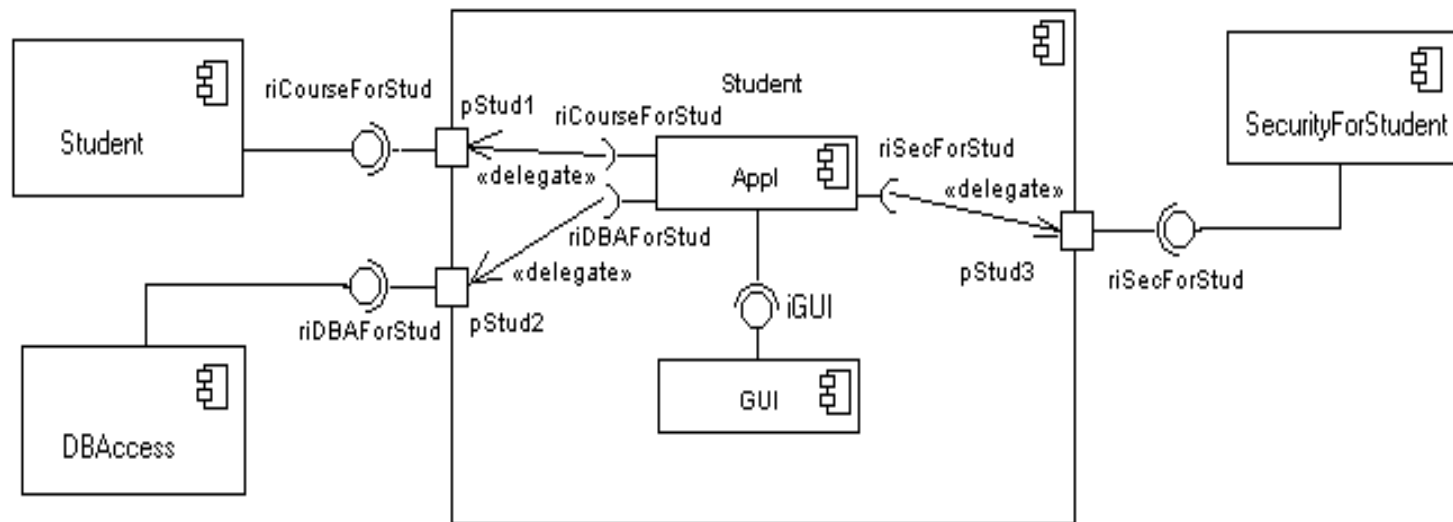 Student
riCourseForStud
pStud1
Student
riCourseForStud
«delegate»
Appl
riSecForStud
«delegate»
SecurityForStudent
riDBAForStud
«delegate»
pStud3
riSecForStud
iGUI
riDBAForStud
pStud2
GUI
DBAccess